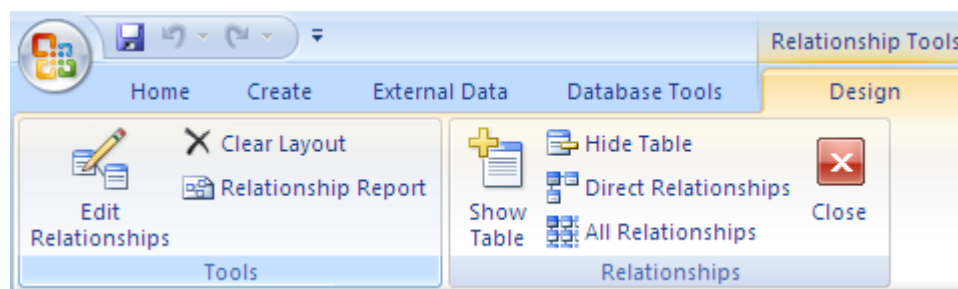 Relationship Tools
Home Create External Data Database Tools Design
Clear Layout
Relationship Report
Edit
Relationships
Tools
Show
Table
Hide Table
Direct Relationships
All Relationships
Close
Relationships